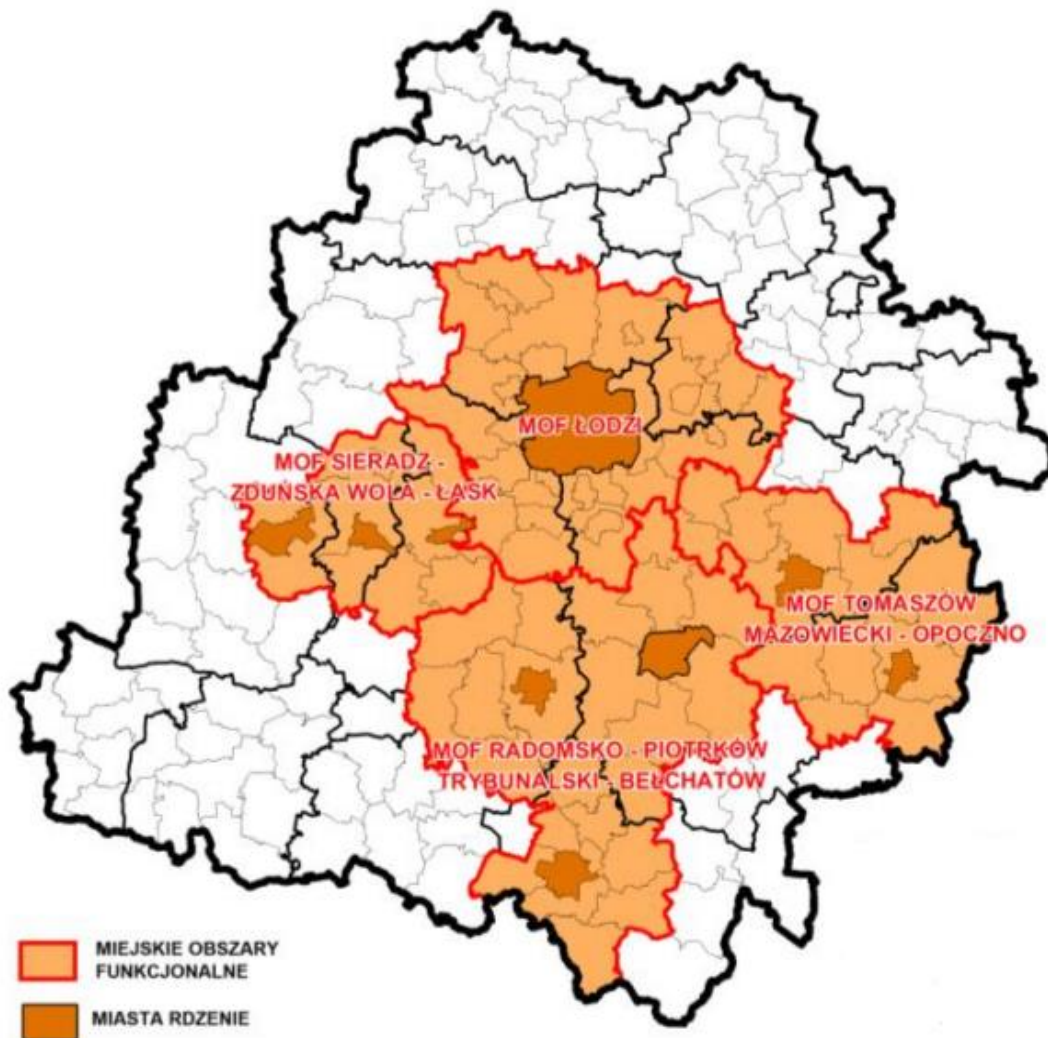 MOF ŁODZI
MOF SIERADZ -
ZDUŃSKA WOLA - ŁASK
MOF TOMASZÓW
MAZOWIECKI - OPOCZNO
MOF RADOMSKO - PIOTRKÓW
TRYBUNALSKI - BEŁCHATÓW
MIEJSKIE OBSZARY
FUNKCJONALNE
MIASTA RDZENIE